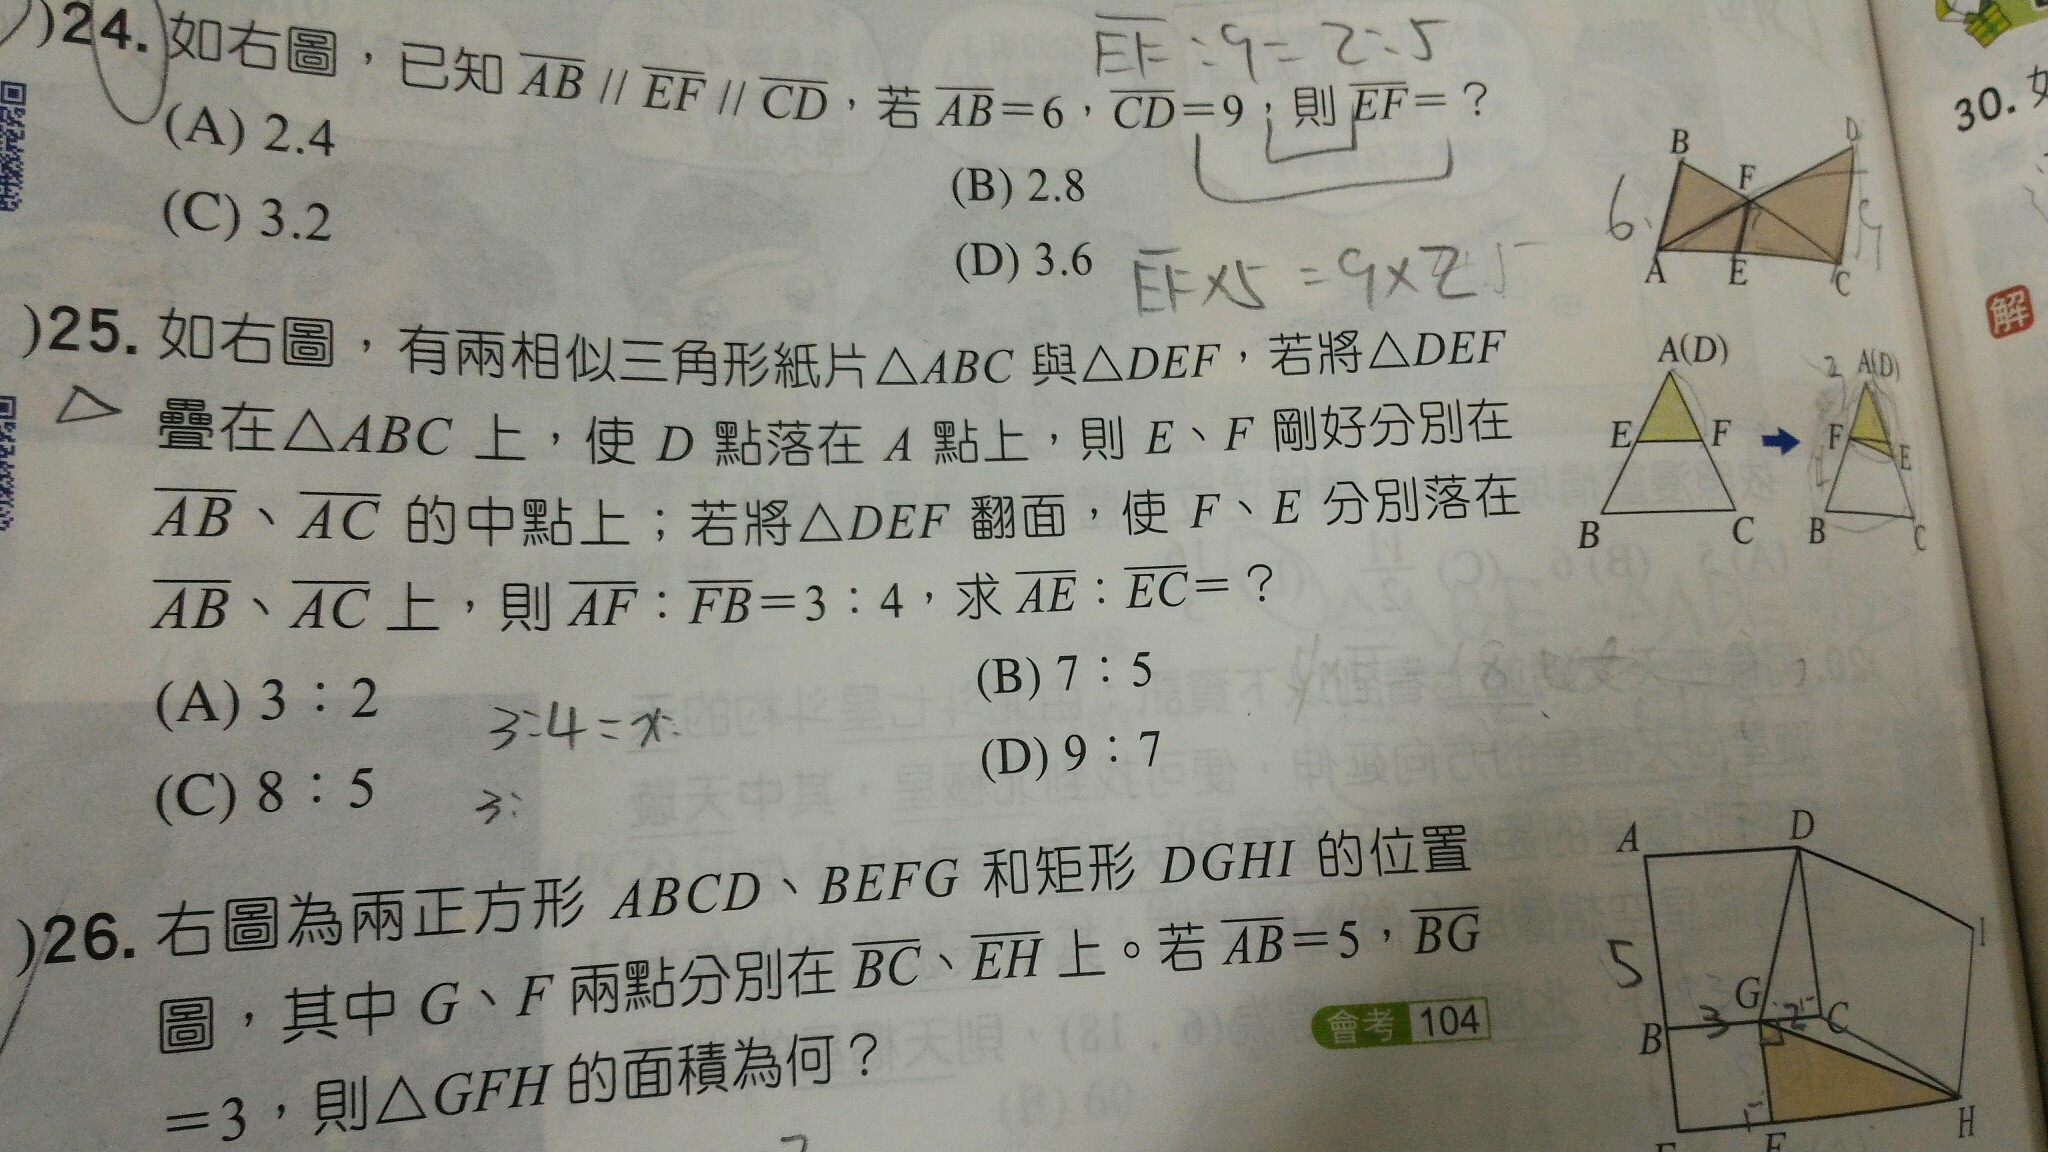 EF:9=2:5
)24. 如右圖，已知 AB // EF // CD，若 AB=6，CD=9，則 EF=？
(A) 2.4
(B) 2.8
(C) 3.2
(D) 3.6
EF×5 = 9×2
B D F A E C
6
9
)25. 如右圖，有兩相似三角形紙片△ABC 與△DEF，若將△DEF
疊在△ABC 上，使 D 點落在 A 點上，則 E、F 剛好分別在
AB、AC 的中點上；若將△DEF 翻面，使 F、E 分別落在
AB、AC 上，則 AF：FB=3：4，求 AE：EC=？
(A) 3：2
(B) 7：5
(C) 8：5
(D) 9：7
3:4=x:
3:
A(D) E F B C
A(D) F E B C
)26. 右圖為兩正方形 ABCD、BEFG 和矩形 DGHI 的位置
圖，其中 G、F 兩點分別在 BC、EH 上。若 AB=5，BG
=3，則△GFH 的面積為何？
會考 104
A D I G C B H F
5
3
2
30. 如
解